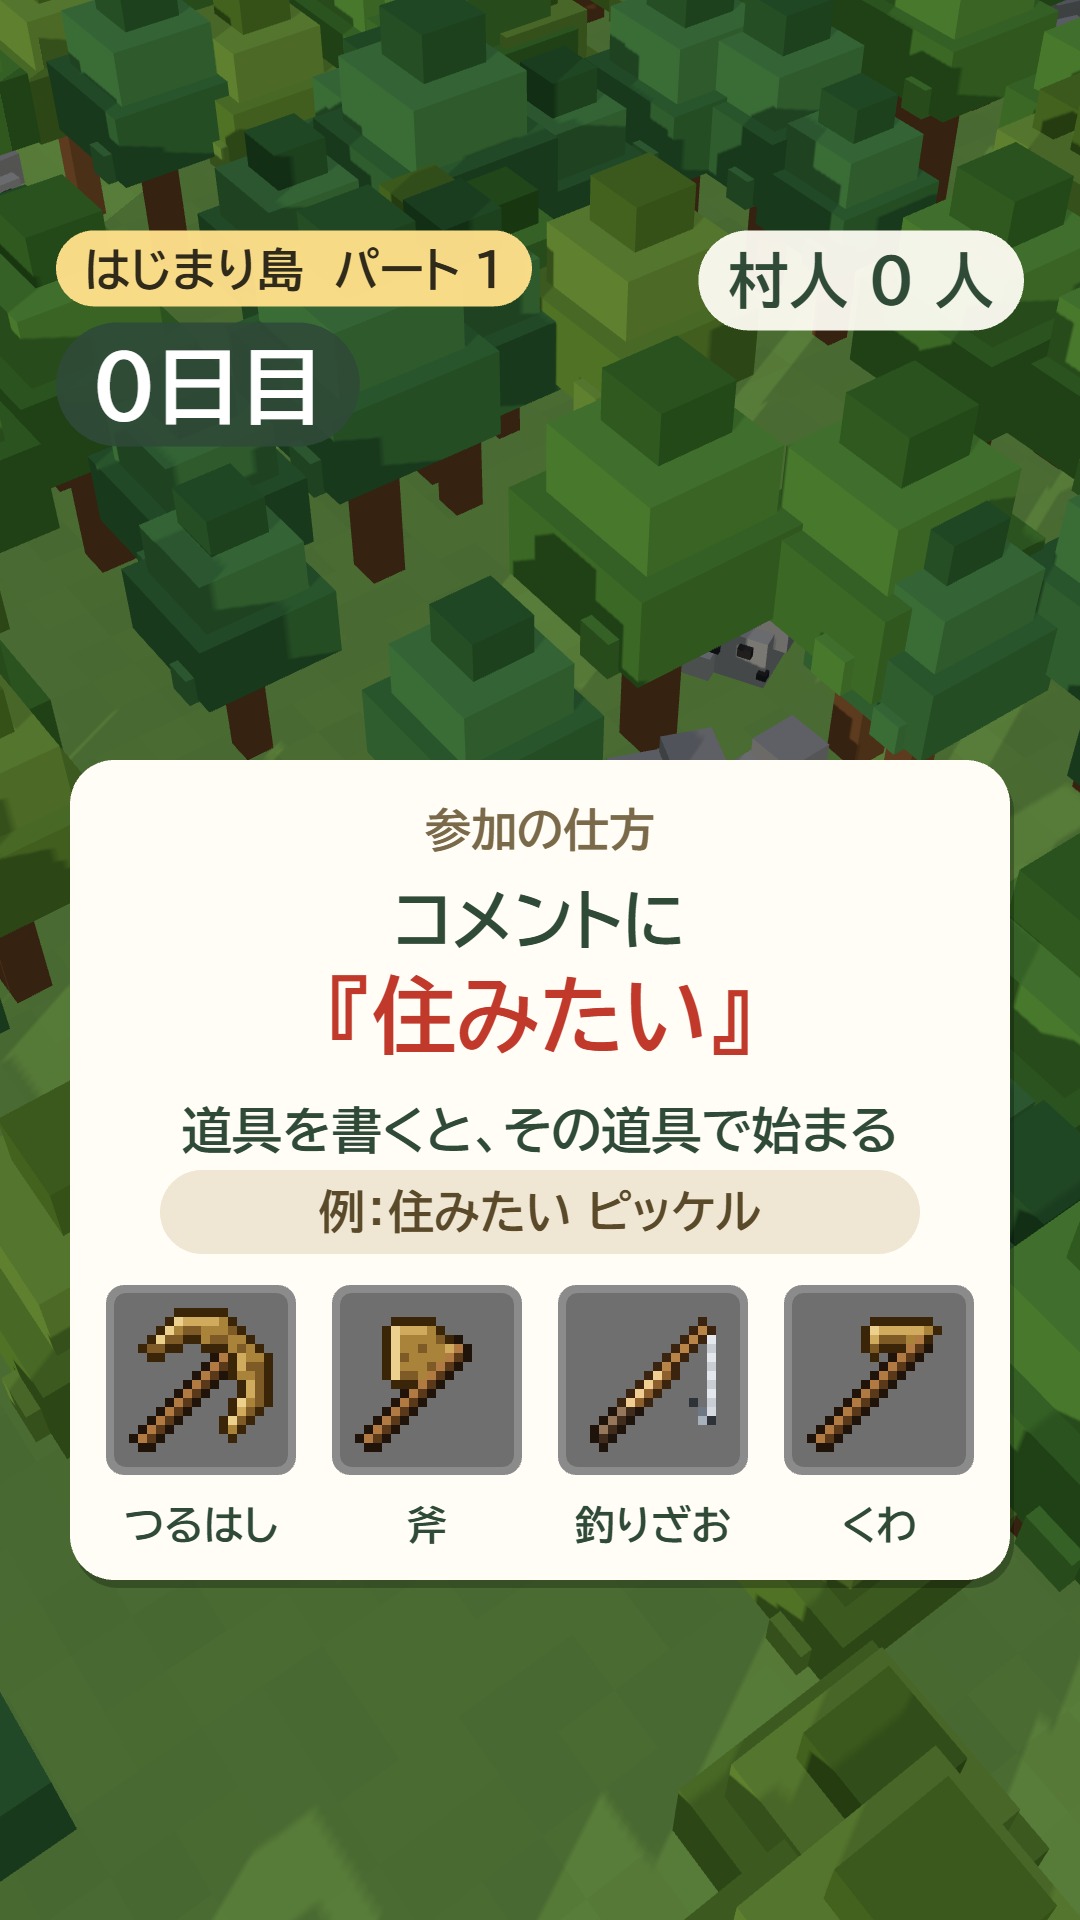 はじまり島 パート 1
村人 0 人
0日目
参加の仕方
コメントに
『住みたい』
道具を書くと、その道具で始まる
例：住みたい ピッケル
つるはし
斧
釣りざお
くわ